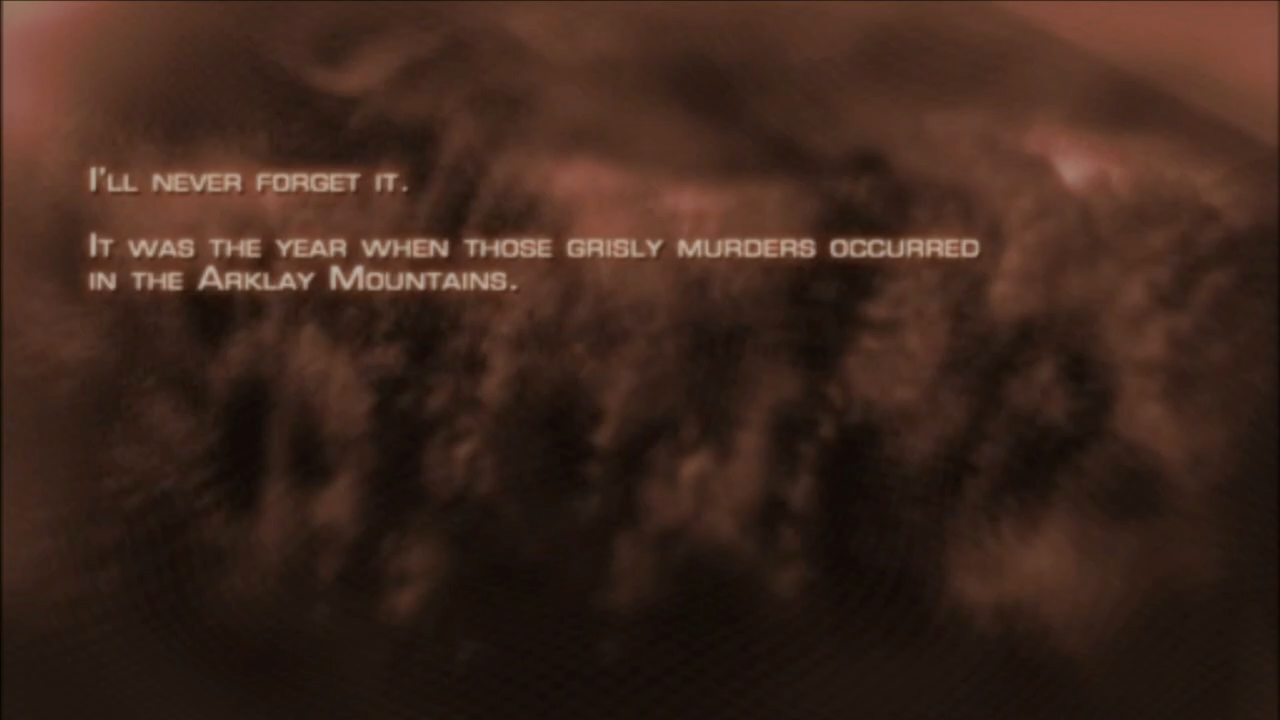 I'll never forget it.
It was the year when those grisly murders occurred
in the Arklay Mountains.